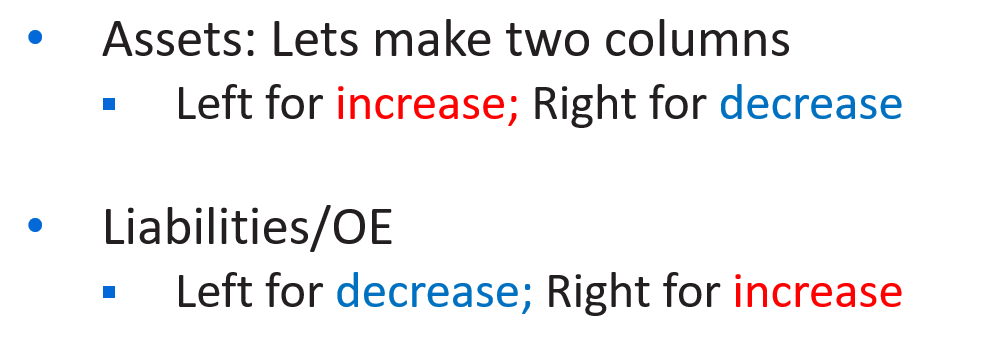 • Assets: Lets make two columns
▪ Left for increase; Right for decrease
• Liabilities/OE
▪ Left for decrease; Right for increase